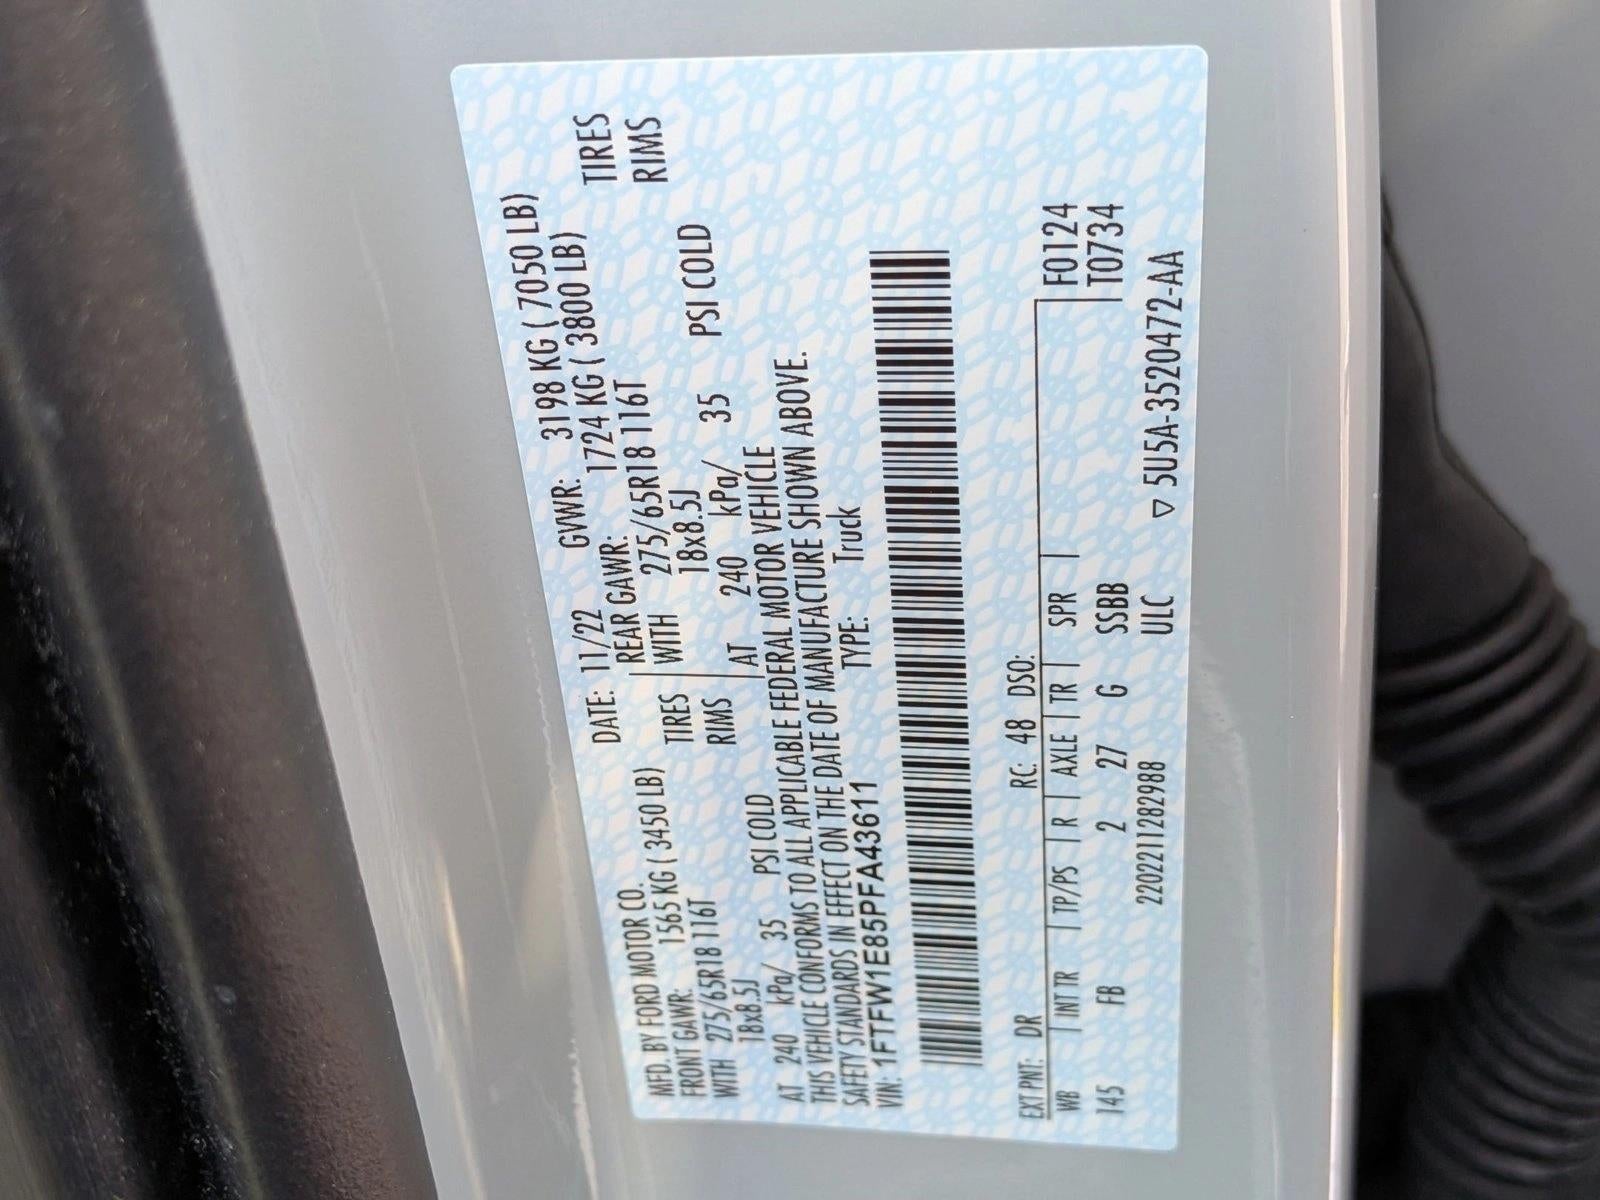 MFD. BY FORD MOTOR CO.
DATE: 11/22 GVWR: 3198 KG ( 7050 LB)
FRONT GAWR: 1565 KG ( 3450 LB) REAR GAWR: 1724 KG ( 3800 LB)
WITH 275/65R18 116T TIRES WITH 275/65R18 116T TIRES
18x8.5J RIMS 18x8.5J RIMS
AT 240 kPa/ 35 PSI COLD AT 240 kPa/ 35 PSI COLD
THIS VEHICLE CONFORMS TO ALL APPLICABLE FEDERAL MOTOR VEHICLE
SAFETY STANDARDS IN EFFECT ON THE DATE OF MANUFACTURE SHOWN ABOVE.
VIN: 1FTFW1E85PFA43611 TYPE: Truck
EXT PNT: DR RC: 48 DSO: F0124
WB INT TR TP/PS R AXLE TR SPR T0734
145 FB 2 27 G SSBB
2202211282988 ULC ▽ 5U5A-3520472-AA